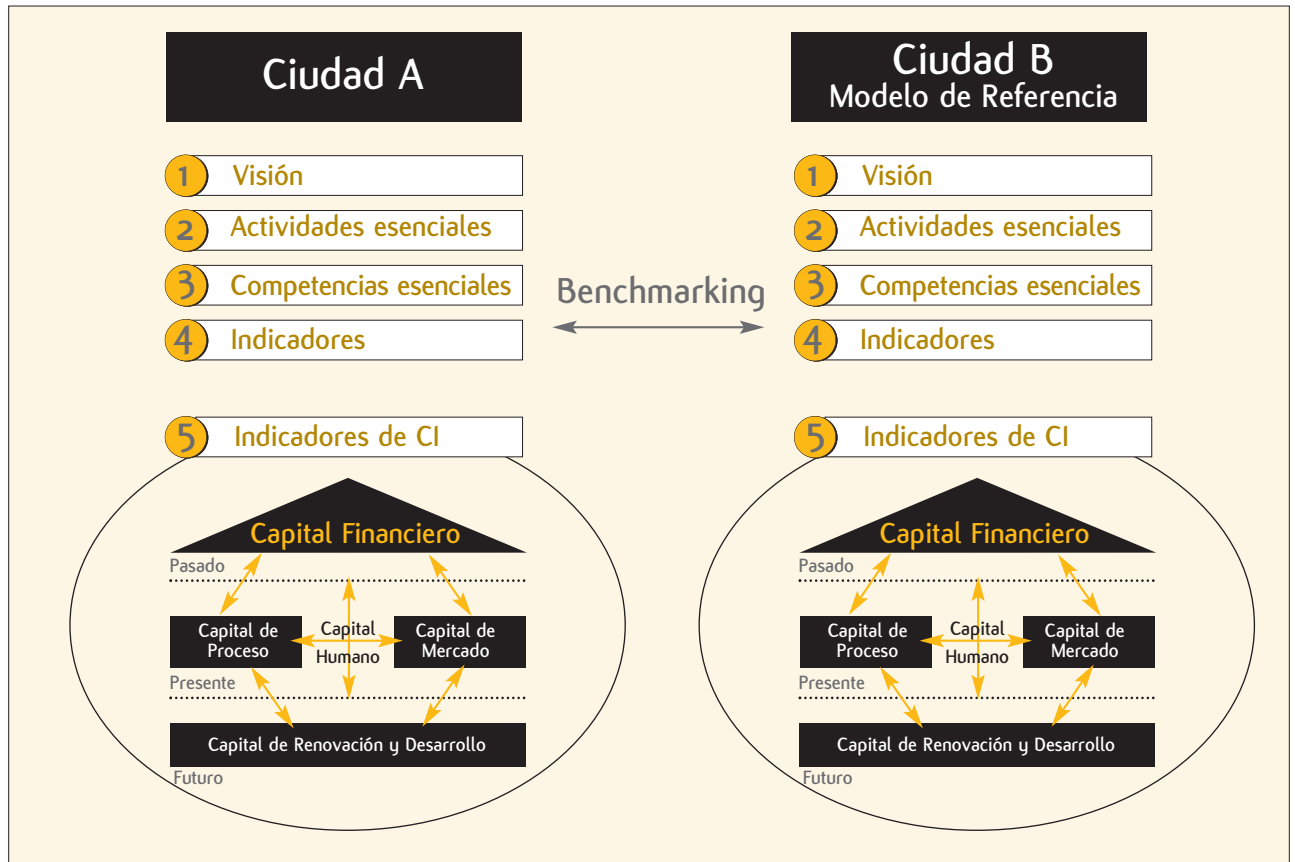 Ciudad A
1 Visión
2 Actividades esenciales
3 Competencias esenciales
4 Indicadores
5 Indicadores de CI
Capital Financiero
Pasado
Capital de
Proceso
Capital
Humano
Capital de
Mercado
Presente
Capital de Renovación y Desarrollo
Futuro
Benchmarking
Ciudad B
Modelo de Referencia
1 Visión
2 Actividades esenciales
3 Competencias esenciales
4 Indicadores
5 Indicadores de CI
Capital Financiero
Pasado
Capital de
Proceso
Capital
Humano
Capital de
Mercado
Presente
Capital de Renovación y Desarrollo
Futuro